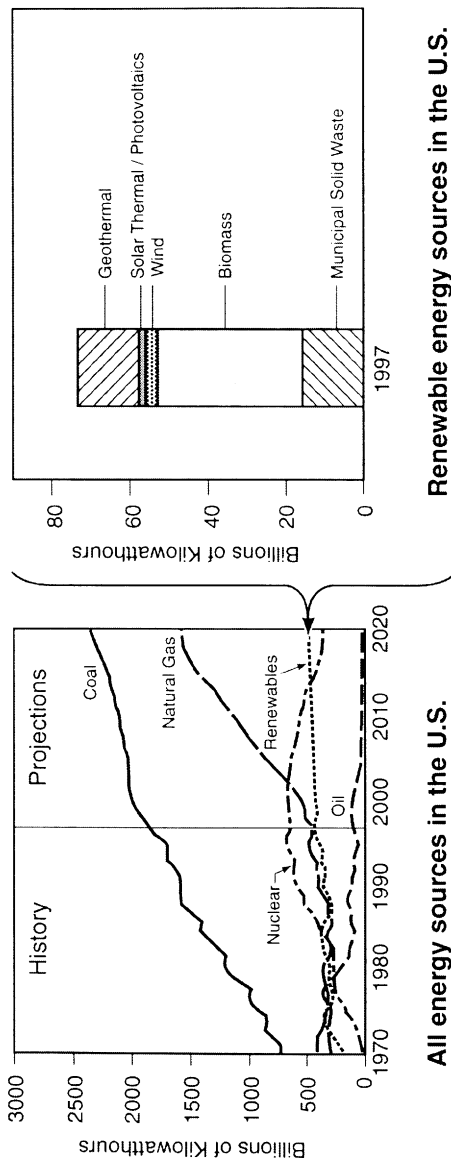 Billions of Kilowatthours
3000
2500
2000
1500
1000
500
0
1970
1980
1990
2000
2010
2020
History
Projections
Coal
Natural Gas
Nuclear
Renewables
Oil
All energy sources in the U.S.
Billions of Kilowatthours
80
60
40
20
0
1997
Geothermal
Solar Thermal / Photovoltaics
Wind
Biomass
Municipal Solid Waste
Renewable energy sources in the U.S.